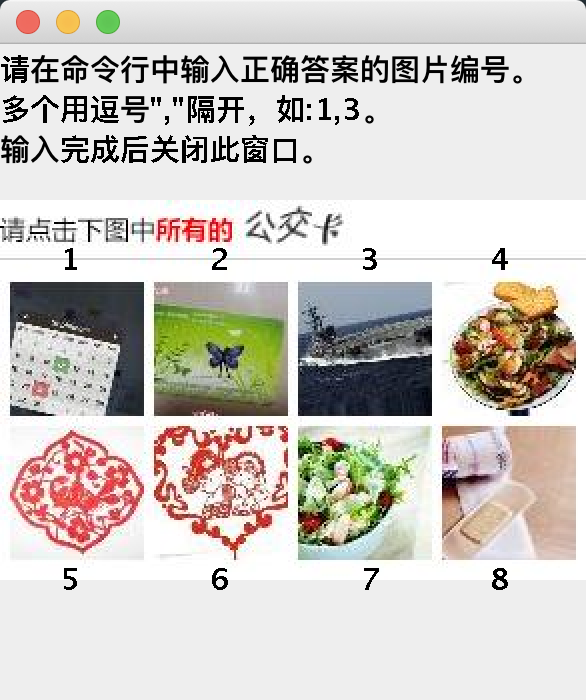 请在命令行中输入正确答案的图片编号。
多个用逗号","隔开，如:1,3。
输入完成后关闭此窗口。
请点击下图中所有的 公交卡
1 2 3 4
5 6 7 8